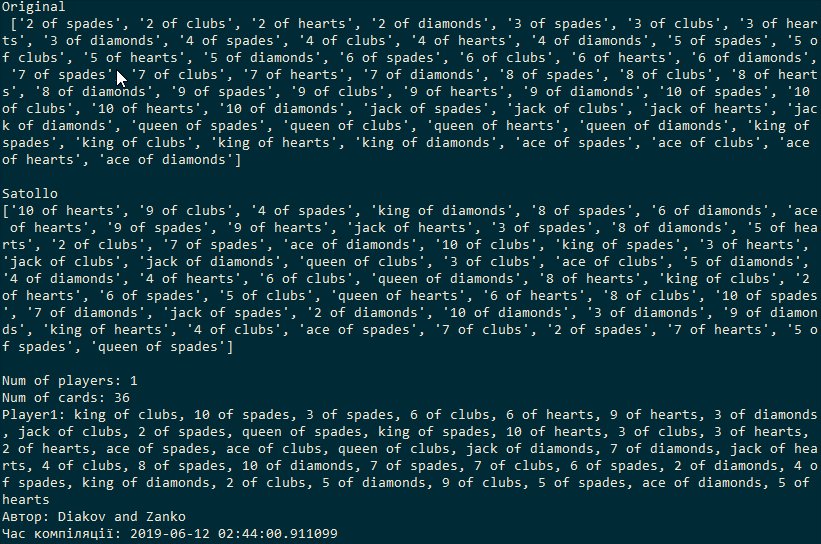 Original
 ['2 of spades', '2 of clubs', '2 of hearts', '2 of diamonds', '3 of spades', '3 of clubs', '3 of hear
ts', '3 of diamonds', '4 of spades', '4 of clubs', '4 of hearts', '4 of diamonds', '5 of spades', '5 o
f clubs', '5 of hearts', '5 of diamonds', '6 of spades', '6 of clubs', '6 of hearts', '6 of diamonds',
 '7 of spades', '7 of clubs', '7 of hearts', '7 of diamonds', '8 of spades', '8 of clubs', '8 of heart
s', '8 of diamonds', '9 of spades', '9 of clubs', '9 of hearts', '9 of diamonds', '10 of spades', '10
of clubs', '10 of hearts', '10 of diamonds', 'jack of spades', 'jack of clubs', 'jack of hearts', 'jac
k of diamonds', 'queen of spades', 'queen of clubs', 'queen of hearts', 'queen of diamonds', 'king of
spades', 'king of clubs', 'king of hearts', 'king of diamonds', 'ace of spades', 'ace of clubs', 'ace
of hearts', 'ace of diamonds']

Satollo
['10 of hearts', '9 of clubs', '4 of spades', 'king of diamonds', '8 of spades', '6 of diamonds', 'ace
 of hearts', '9 of spades', '9 of hearts', 'jack of hearts', '3 of spades', '8 of diamonds', '5 of hea
rts', '2 of clubs', '7 of spades', 'ace of diamonds', '10 of clubs', 'king of spades', '3 of hearts',
'jack of clubs', 'jack of diamonds', 'queen of clubs', '3 of clubs', 'ace of clubs', '5 of diamonds',
'4 of diamonds', '4 of hearts', '6 of clubs', 'queen of diamonds', '8 of hearts', 'king of clubs', '2
of hearts', '6 of spades', '5 of clubs', 'queen of hearts', '6 of hearts', '8 of clubs', '10 of spades
', '7 of diamonds', 'jack of spades', '2 of diamonds', '10 of diamonds', '3 of diamonds', '9 of diamon
ds', 'king of hearts', '4 of clubs', 'ace of spades', '7 of clubs', '2 of spades', '7 of hearts', '5 o
f spades', 'queen of spades']

Num of players: 1
Num of cards: 36
Player1: king of clubs, 10 of spades, 3 of spades, 6 of clubs, 6 of hearts, 9 of hearts, 3 of diamonds
, jack of clubs, 2 of spades, queen of spades, king of spades, 10 of hearts, 3 of clubs, 3 of hearts,
2 of hearts, ace of spades, ace of clubs, queen of clubs, jack of diamonds, 7 of diamonds, jack of hea
rts, 4 of clubs, 8 of spades, 10 of diamonds, 7 of spades, 7 of clubs, 6 of spades, 2 of diamonds, 4 o
f spades, king of diamonds, 2 of clubs, 5 of diamonds, 9 of clubs, 5 of spades, ace of diamonds, 5 of
hearts
Автор: Diakov and Zanko
Час компіляції: 2019-06-12 02:44:00.911099